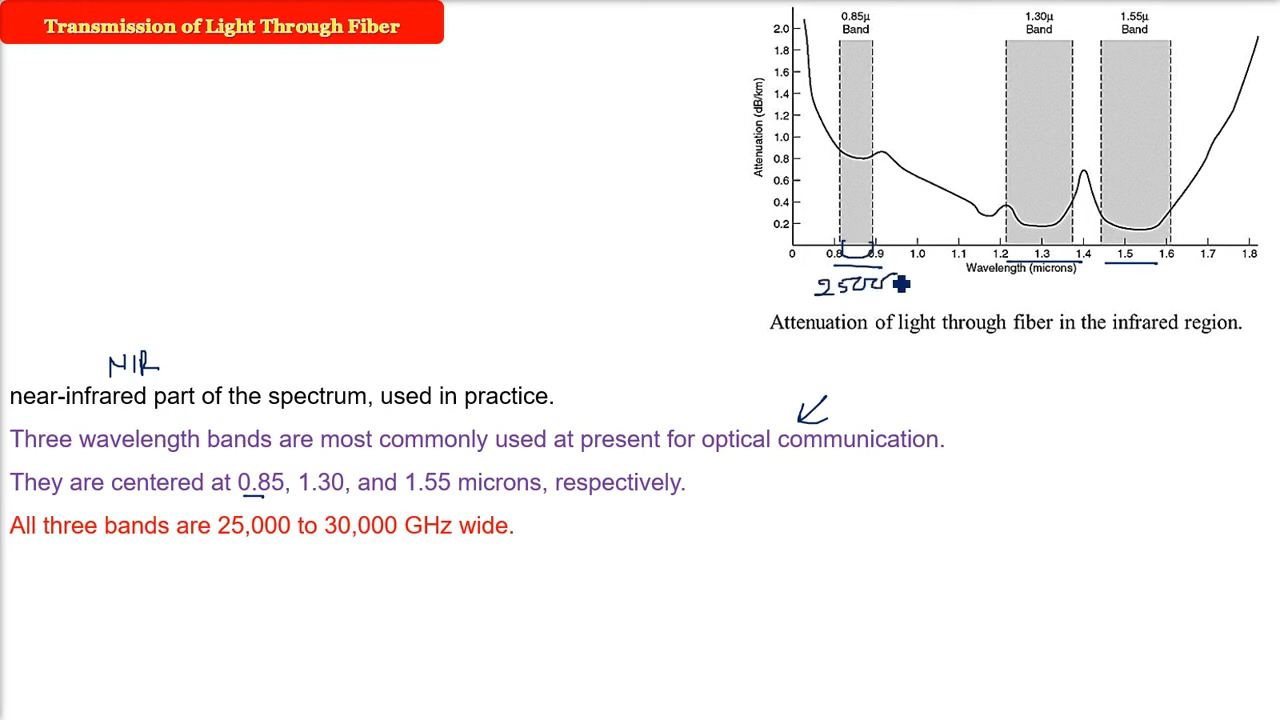 Transmission of Light Through Fiber
0.85µ 1.30µ 1.55µ
Band Band Band
2.0
1.8
1.6
1.4
1.2
1.0
0.8
0.6
0.4
0.2
Attenuation (dB/km)
0 0.8 0.9 1.0 1.1 1.2 1.3 1.4 1.5 1.6 1.7 1.8
Wavelength (microns)
Attenuation of light through fiber in the infrared region.
NIR
near-infrared part of the spectrum, used in practice.
Three wavelength bands are most commonly used at present for optical communication.
They are centered at 0.85, 1.30, and 1.55 microns, respectively.
All three bands are 25,000 to 30,000 GHz wide.